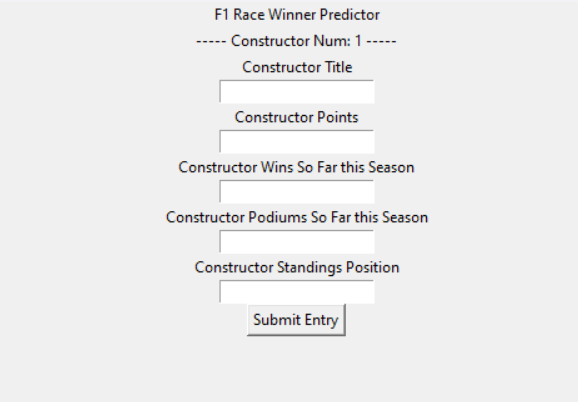 F1 Race Winner Predictor
----- Constructor Num: 1 -----
Constructor Title
Constructor Points
Constructor Wins So Far this Season
Constructor Podiums So Far this Season
Constructor Standings Position
Submit Entry